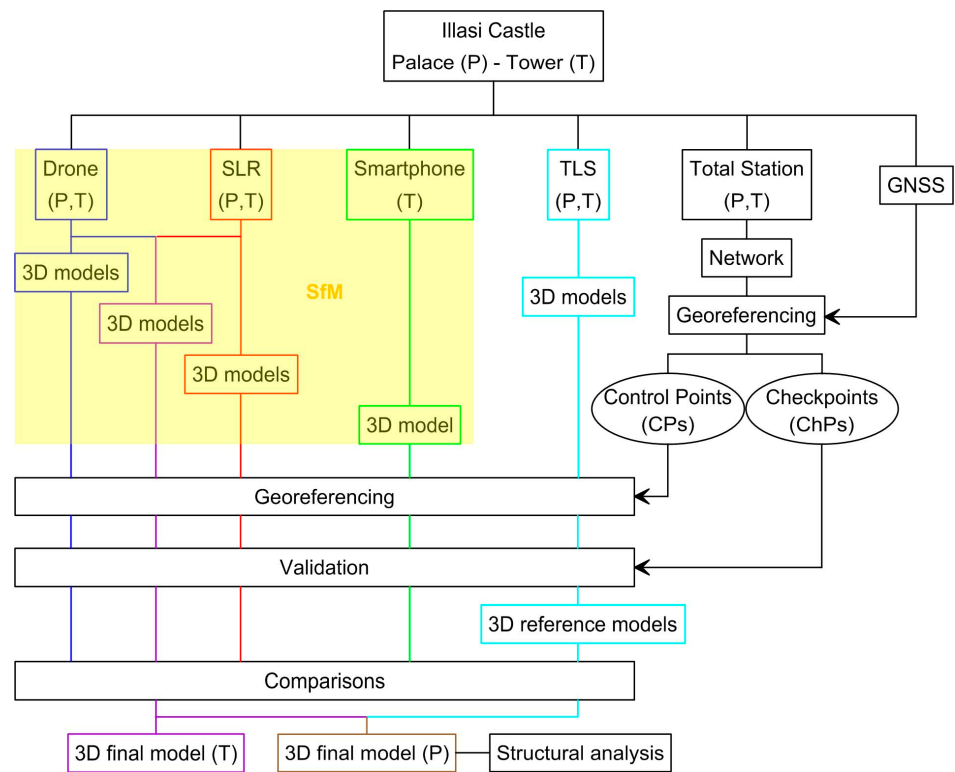 Illasi Castle
Palace (P) - Tower (T)
Drone
(P,T)
SLR
(P,T)
Smartphone
(T)
TLS
(P,T)
Total Station
(P,T)
GNSS
Network
3D models
SfM
3D models
3D models
Georeferencing
3D models
3D model
Control Points
(CPs)
Checkpoints
(ChPs)
Georeferencing
Validation
3D reference models
Comparisons
3D final model (T)
3D final model (P)
Structural analysis